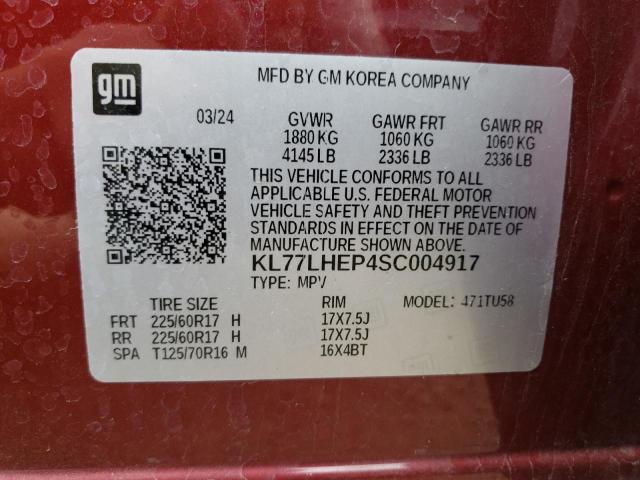 gm
MFD BY GM KOREA COMPANY
03/24 GVWR GAWR FRT GAWR RR
1880 KG 1060 KG 1060 KG
4145 LB 2336 LB 2336 LB
THIS VEHICLE CONFORMS TO ALL
APPLICABLE U.S. FEDERAL MOTOR
VEHICLE SAFETY AND THEFT PREVENTION
STANDARDS IN EFFECT ON THE DATE OF
MANUFACTURE SHOWN ABOVE.
KL77LHEP4SC004917
TYPE: MPV
TIRE SIZE RIM MODEL: 471TU58
FRT 225/60R17 H 17X7.5J
RR 225/60R17 H 17X7.5J
SPA T125/70R16 M 16X4BT